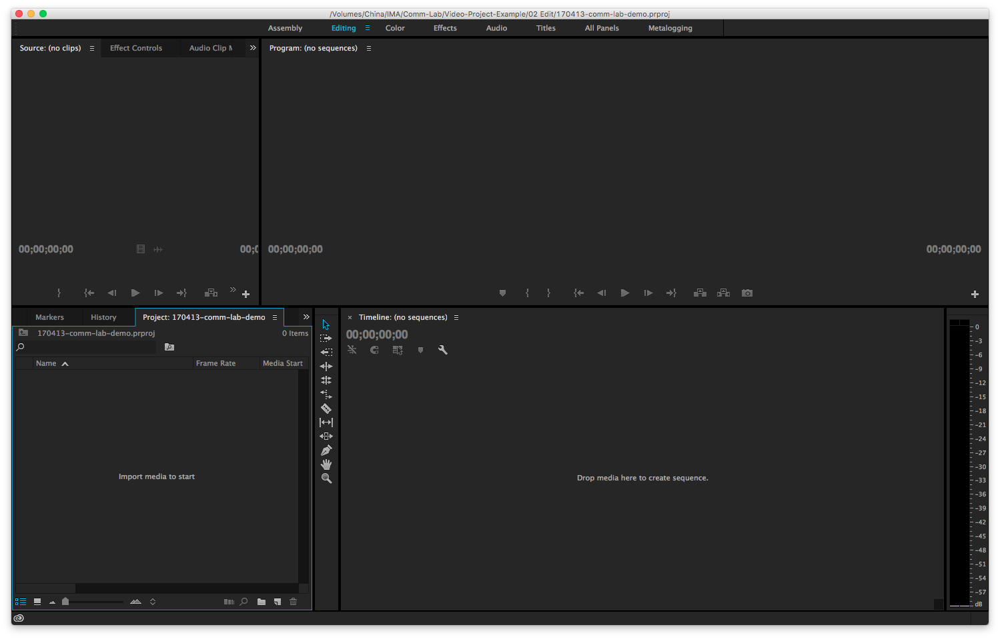 /Volumes/China/IMA/Comm-Lab/Video-Project-Example/02 Edit/170413-comm-lab-demo.prproj
Assembly Editing Color Effects Audio Titles All Panels Metalogging
Source: (no clips) Effect Controls Audio Clip M
Program: (no sequences)
00;00;00;00 00;0
00;00;00;00 00;00;00;00
Markers History Project: 170413-comm-lab-demo
170413-comm-lab-demo.prproj 0 Items
Name Frame Rate Media Start
Import media to start
× Timeline: (no sequences)
00;00;00;00
Drop media here to create sequence.
0
-3
-6
-9
-12
-15
-18
-21
-24
-27
-30
-33
-36
-39
-42
-45
-48
-51
-54
-57
dB